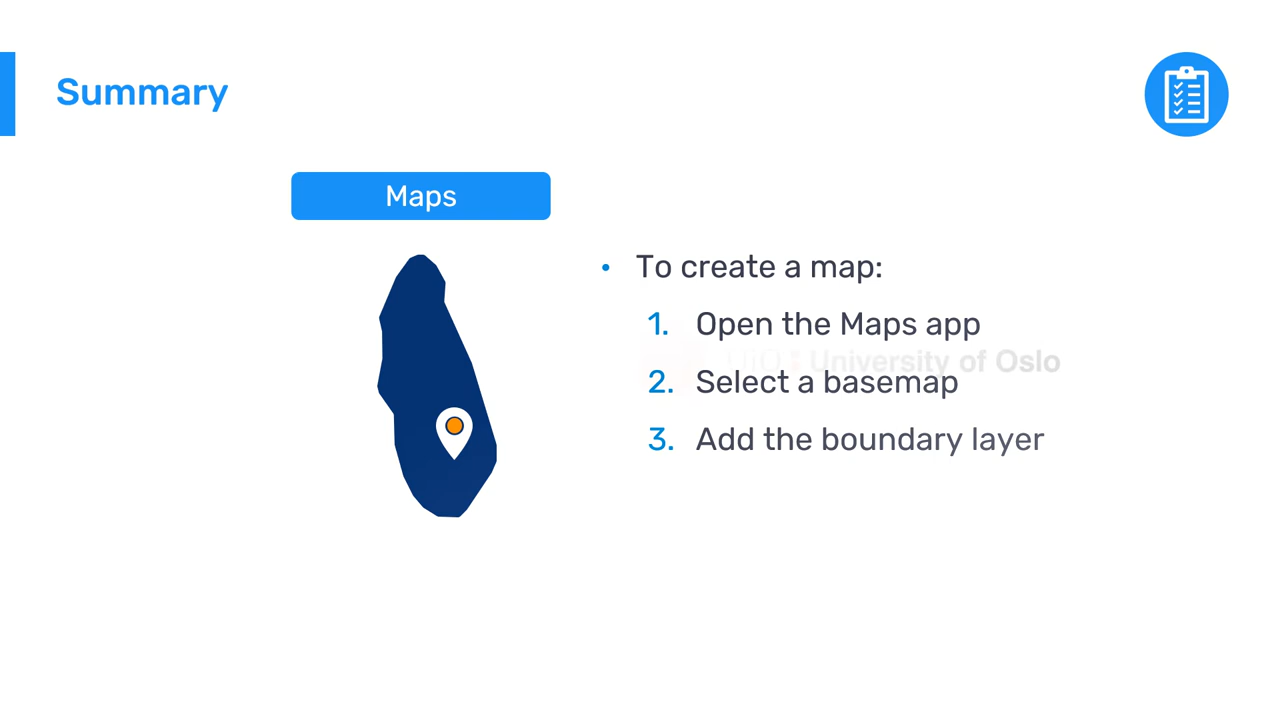 Summary
Maps
• To create a map:
1. Open the Maps app
UiO : University of Oslo
2. Select a basemap
3. Add the boundary layer